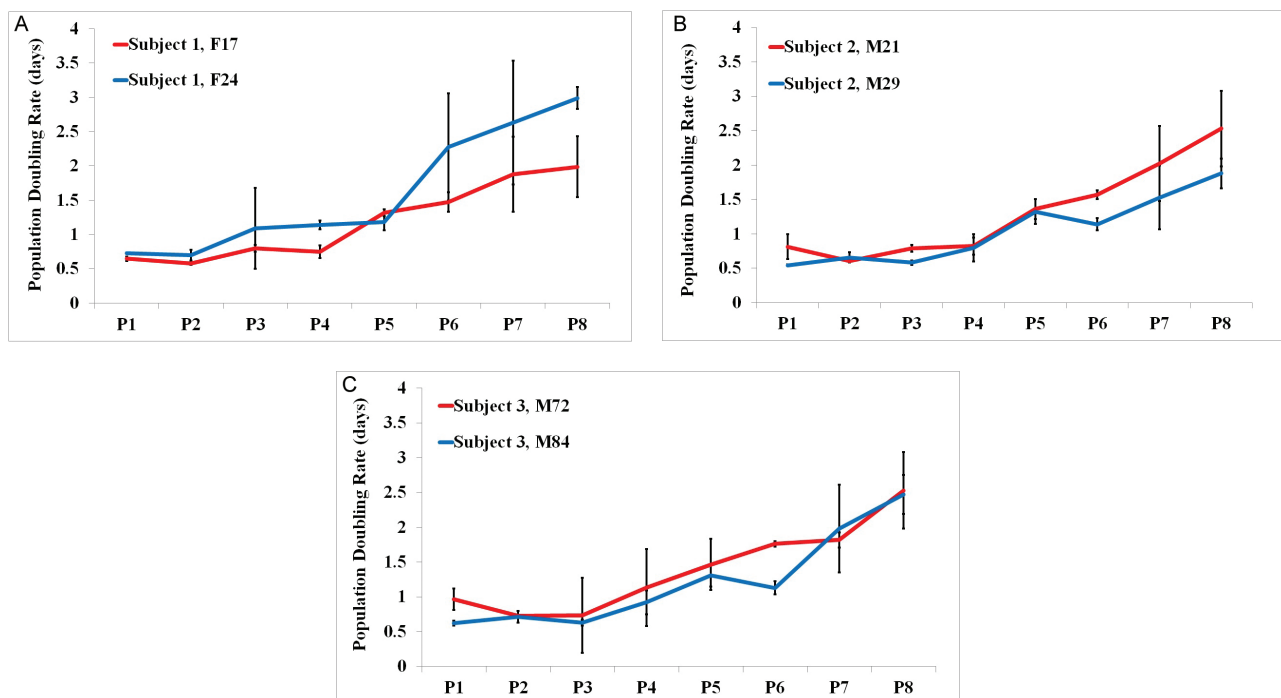 A
Population Doubling Rate (days)
4
3.5
3
2.5
2
1.5
1
0.5
0
Subject 1, F17
Subject 1, F24
P1 P2 P3 P4 P5 P6 P7 P8
B
Population Doubling Rate (days)
4
3.5
3
2.5
2
1.5
1
0.5
0
Subject 2, M21
Subject 2, M29
P1 P2 P3 P4 P5 P6 P7 P8
C
Population Doubling Rate (days)
4
3.5
3
2.5
2
1.5
1
0.5
0
Subject 3, M72
Subject 3, M84
P1 P2 P3 P4 P5 P6 P7 P8